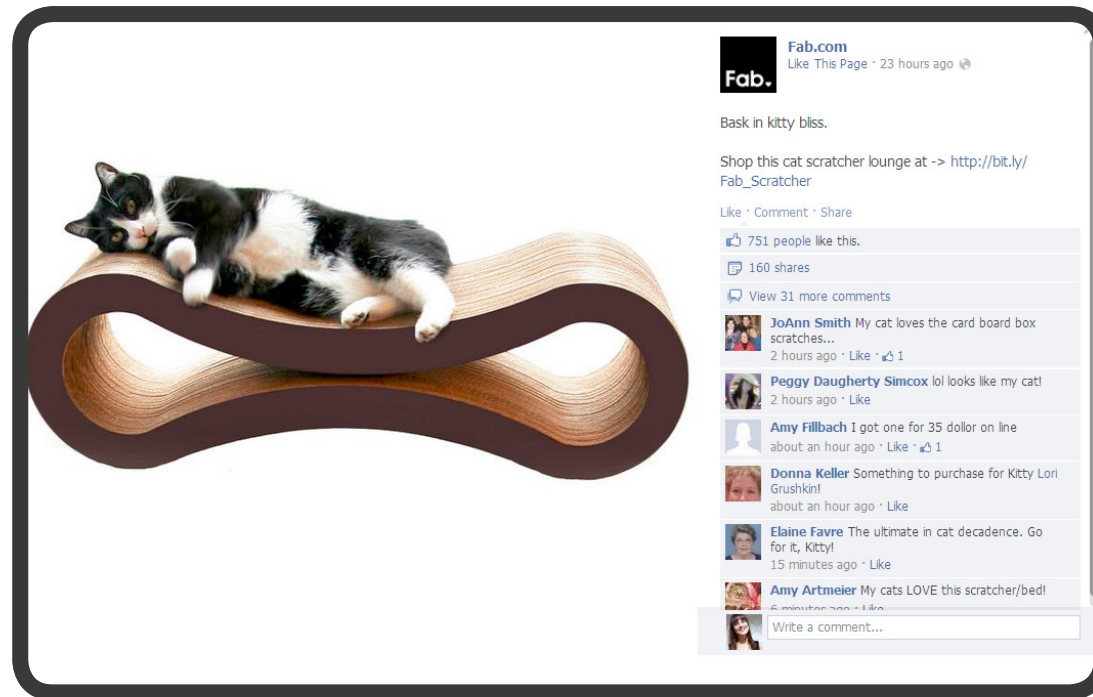 Fab.
Fab.com
Like This Page · 23 hours ago
Bask in kitty bliss.
Shop this cat scratcher lounge at -> http://bit.ly/
Fab_Scratcher
Like · Comment · Share
751 people like this.
160 shares
View 31 more comments
JoAnn Smith My cat loves the card board box
scratches...
2 hours ago · Like · 1
Peggy Daugherty Simcox lol looks like my cat!
2 hours ago · Like
Amy Fillbach I got one for 35 dollor on line
about an hour ago · Like · 1
Donna Keller Something to purchase for Kitty Lori
Grushkin!
about an hour ago · Like
Elaine Favre The ultimate in cat decadence. Go
for it, Kitty!
15 minutes ago · Like
Amy Artmeier My cats LOVE this scratcher/bed!
6 minutes ago · Like
Write a comment...